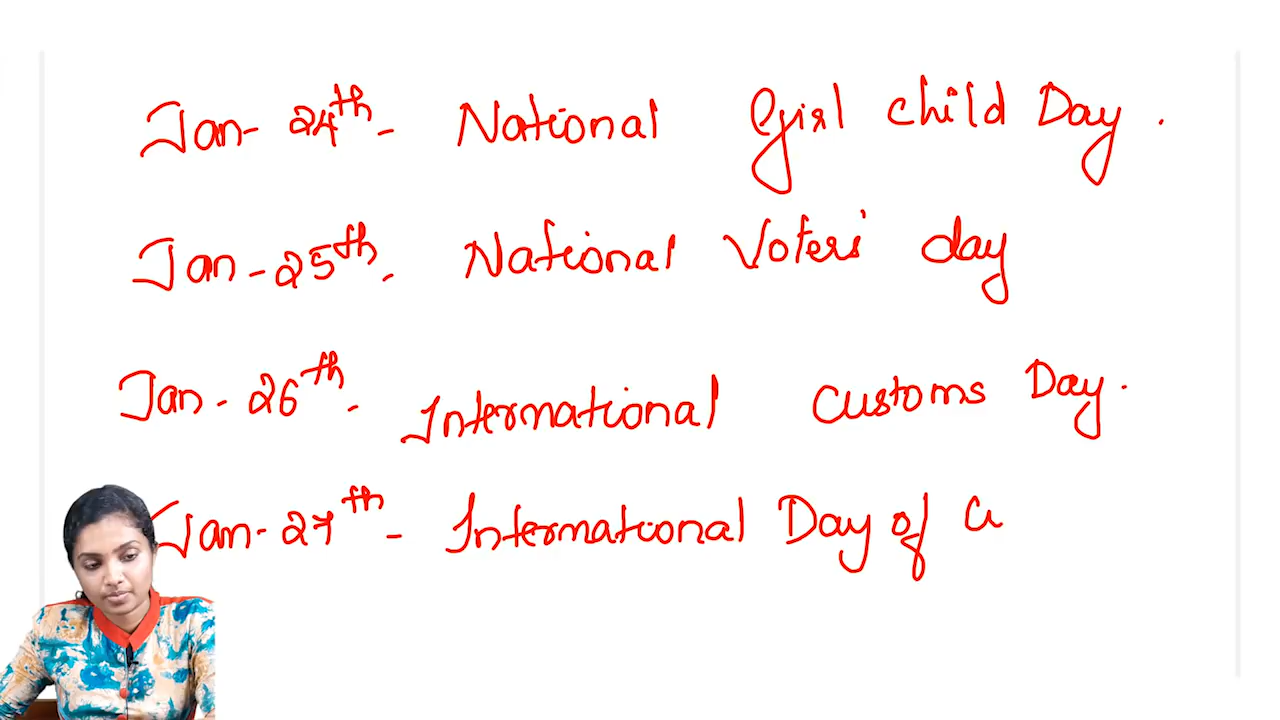 Jan - 24th - National Girl Child Day.
Jan - 25th - National Voters' day
Jan - 26th - International Customs Day.
Jan - 27th - International Day of